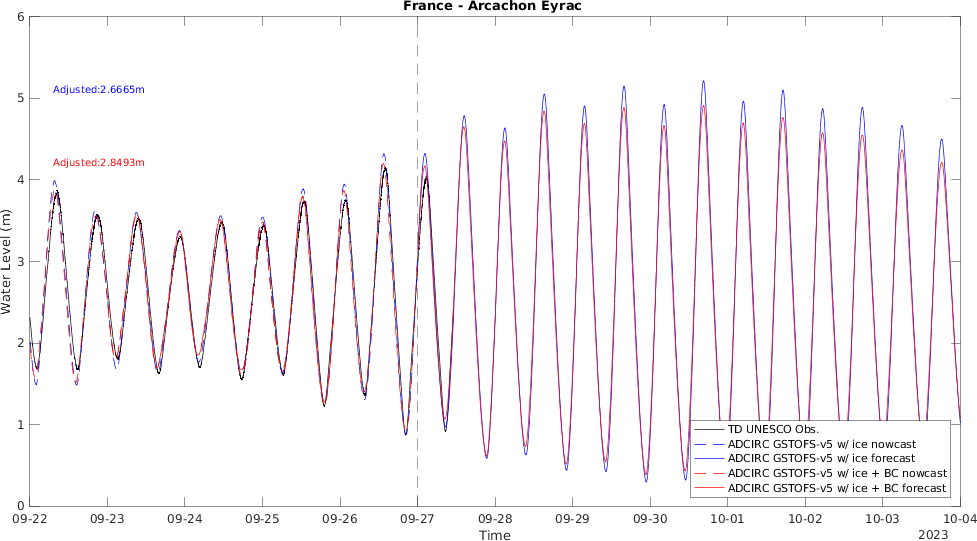 France - Arcachon Eyrac
6
5
4
3
2
1
0
Water Level (m)
Adjusted:2.6665m
Adjusted:2.8493m
TD UNESCO Obs.
ADCIRC GSTOFS-v5 w/ ice nowcast
ADCIRC GSTOFS-v5 w/ ice forecast
ADCIRC GSTOFS-v5 w/ ice + BC nowcast
ADCIRC GSTOFS-v5 w/ ice + BC forecast
09-22 09-23 09-24 09-25 09-26 09-27 09-28 09-29 09-30 10-01 10-02 10-03 10-04
Time
2023